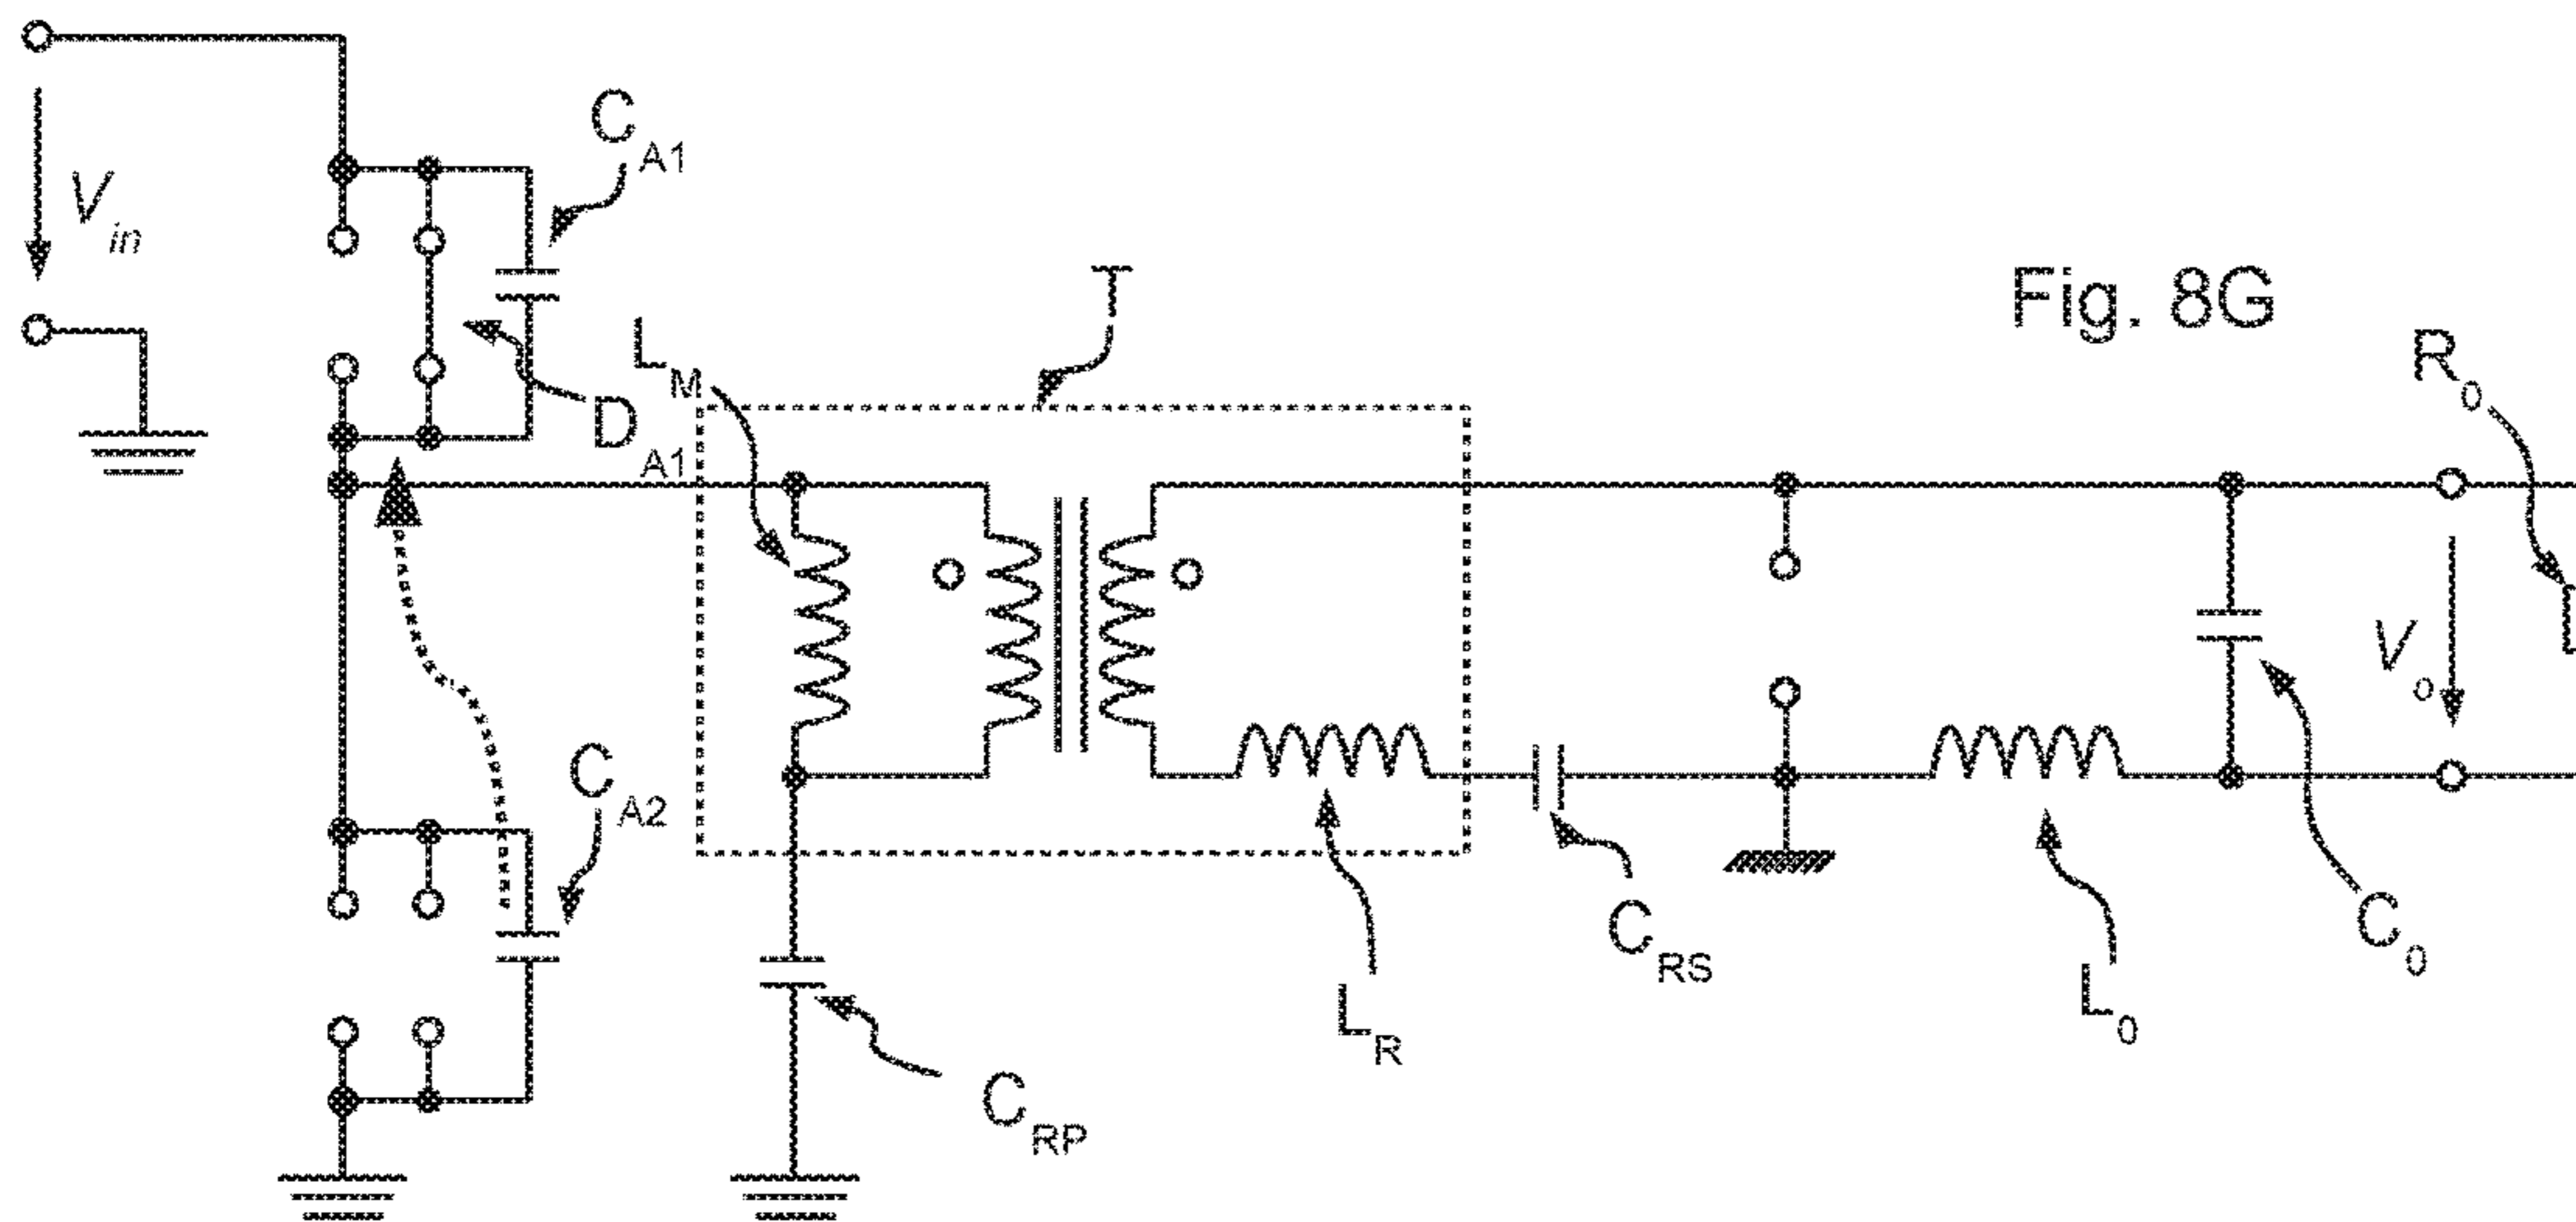 C A1
V in
T
Fig. 8G
L M
R 0
D A1
C A2
V o
C RS
C 0
L R
L 0
C RP